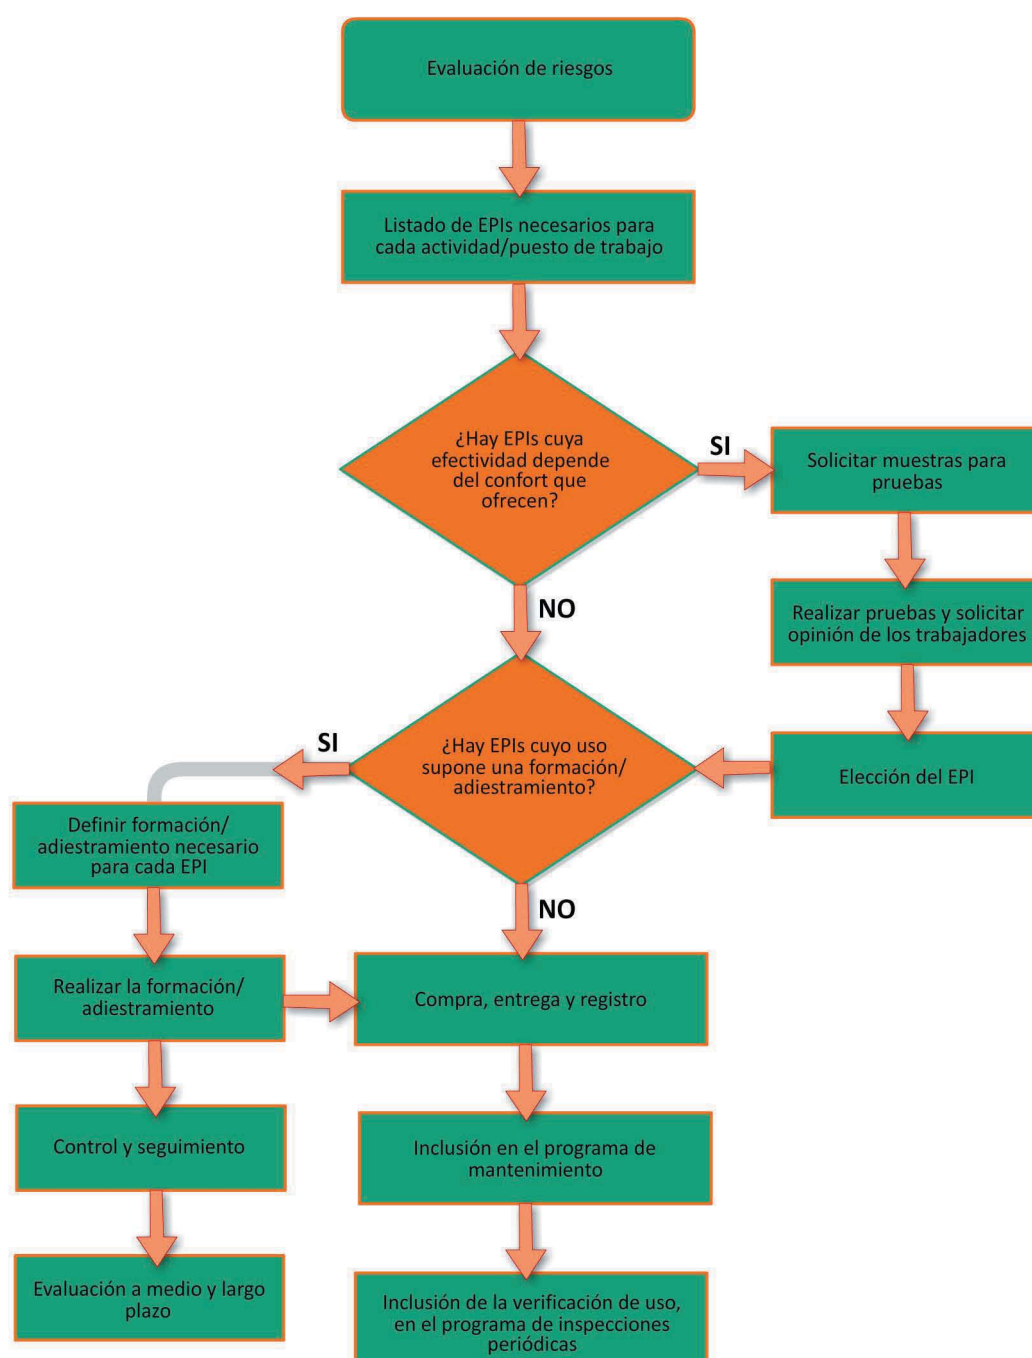 Evaluación de riesgos
Listado de EPIs necesarios para
cada actividad/puesto de trabajo
¿Hay EPIs cuya
efectividad depende
del confort que
ofrecen?
SI
Solicitar muestras para
pruebas
Realizar pruebas y solicitar
opinión de los trabajadores
Elección del EPI
NO
¿Hay EPIs cuyo uso
supone una formación/
adiestramiento?
SI
Definir formación/
adiestramiento necesario
para cada EPI
Realizar la formación/
adiestramiento
Control y seguimiento
Evaluación a medio y largo
plazo
NO
Compra, entrega y registro
Inclusión en el programa de
mantenimiento
Inclusión de la verificación de uso,
en el programa de inspecciones
periódicas